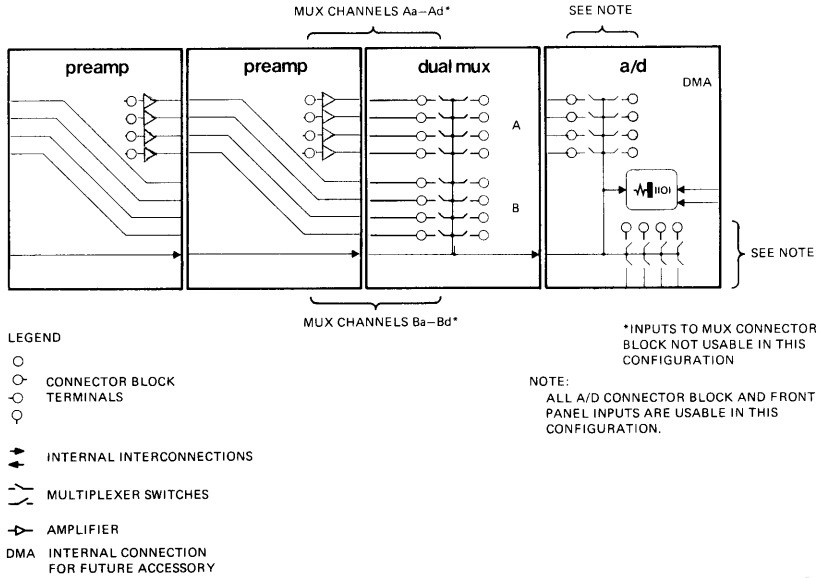 MUX CHANNELS Aa–Ad*
SEE NOTE
preamp
preamp
dual mux
a/d
DMA
A
B
SEE NOTE
MUX CHANNELS Ba–Bd*
*INPUTS TO MUX CONNECTOR
BLOCK NOT USABLE IN THIS
CONFIGURATION
LEGEND
CONNECTOR BLOCK
TERMINALS
NOTE:
ALL A/D CONNECTOR BLOCK AND FRONT
PANEL INPUTS ARE USABLE IN THIS
CONFIGURATION.
INTERNAL INTERCONNECTIONS
MULTIPLEXER SWITCHES
AMPLIFIER
DMA INTERNAL CONNECTION
FOR FUTURE ACCESSORY